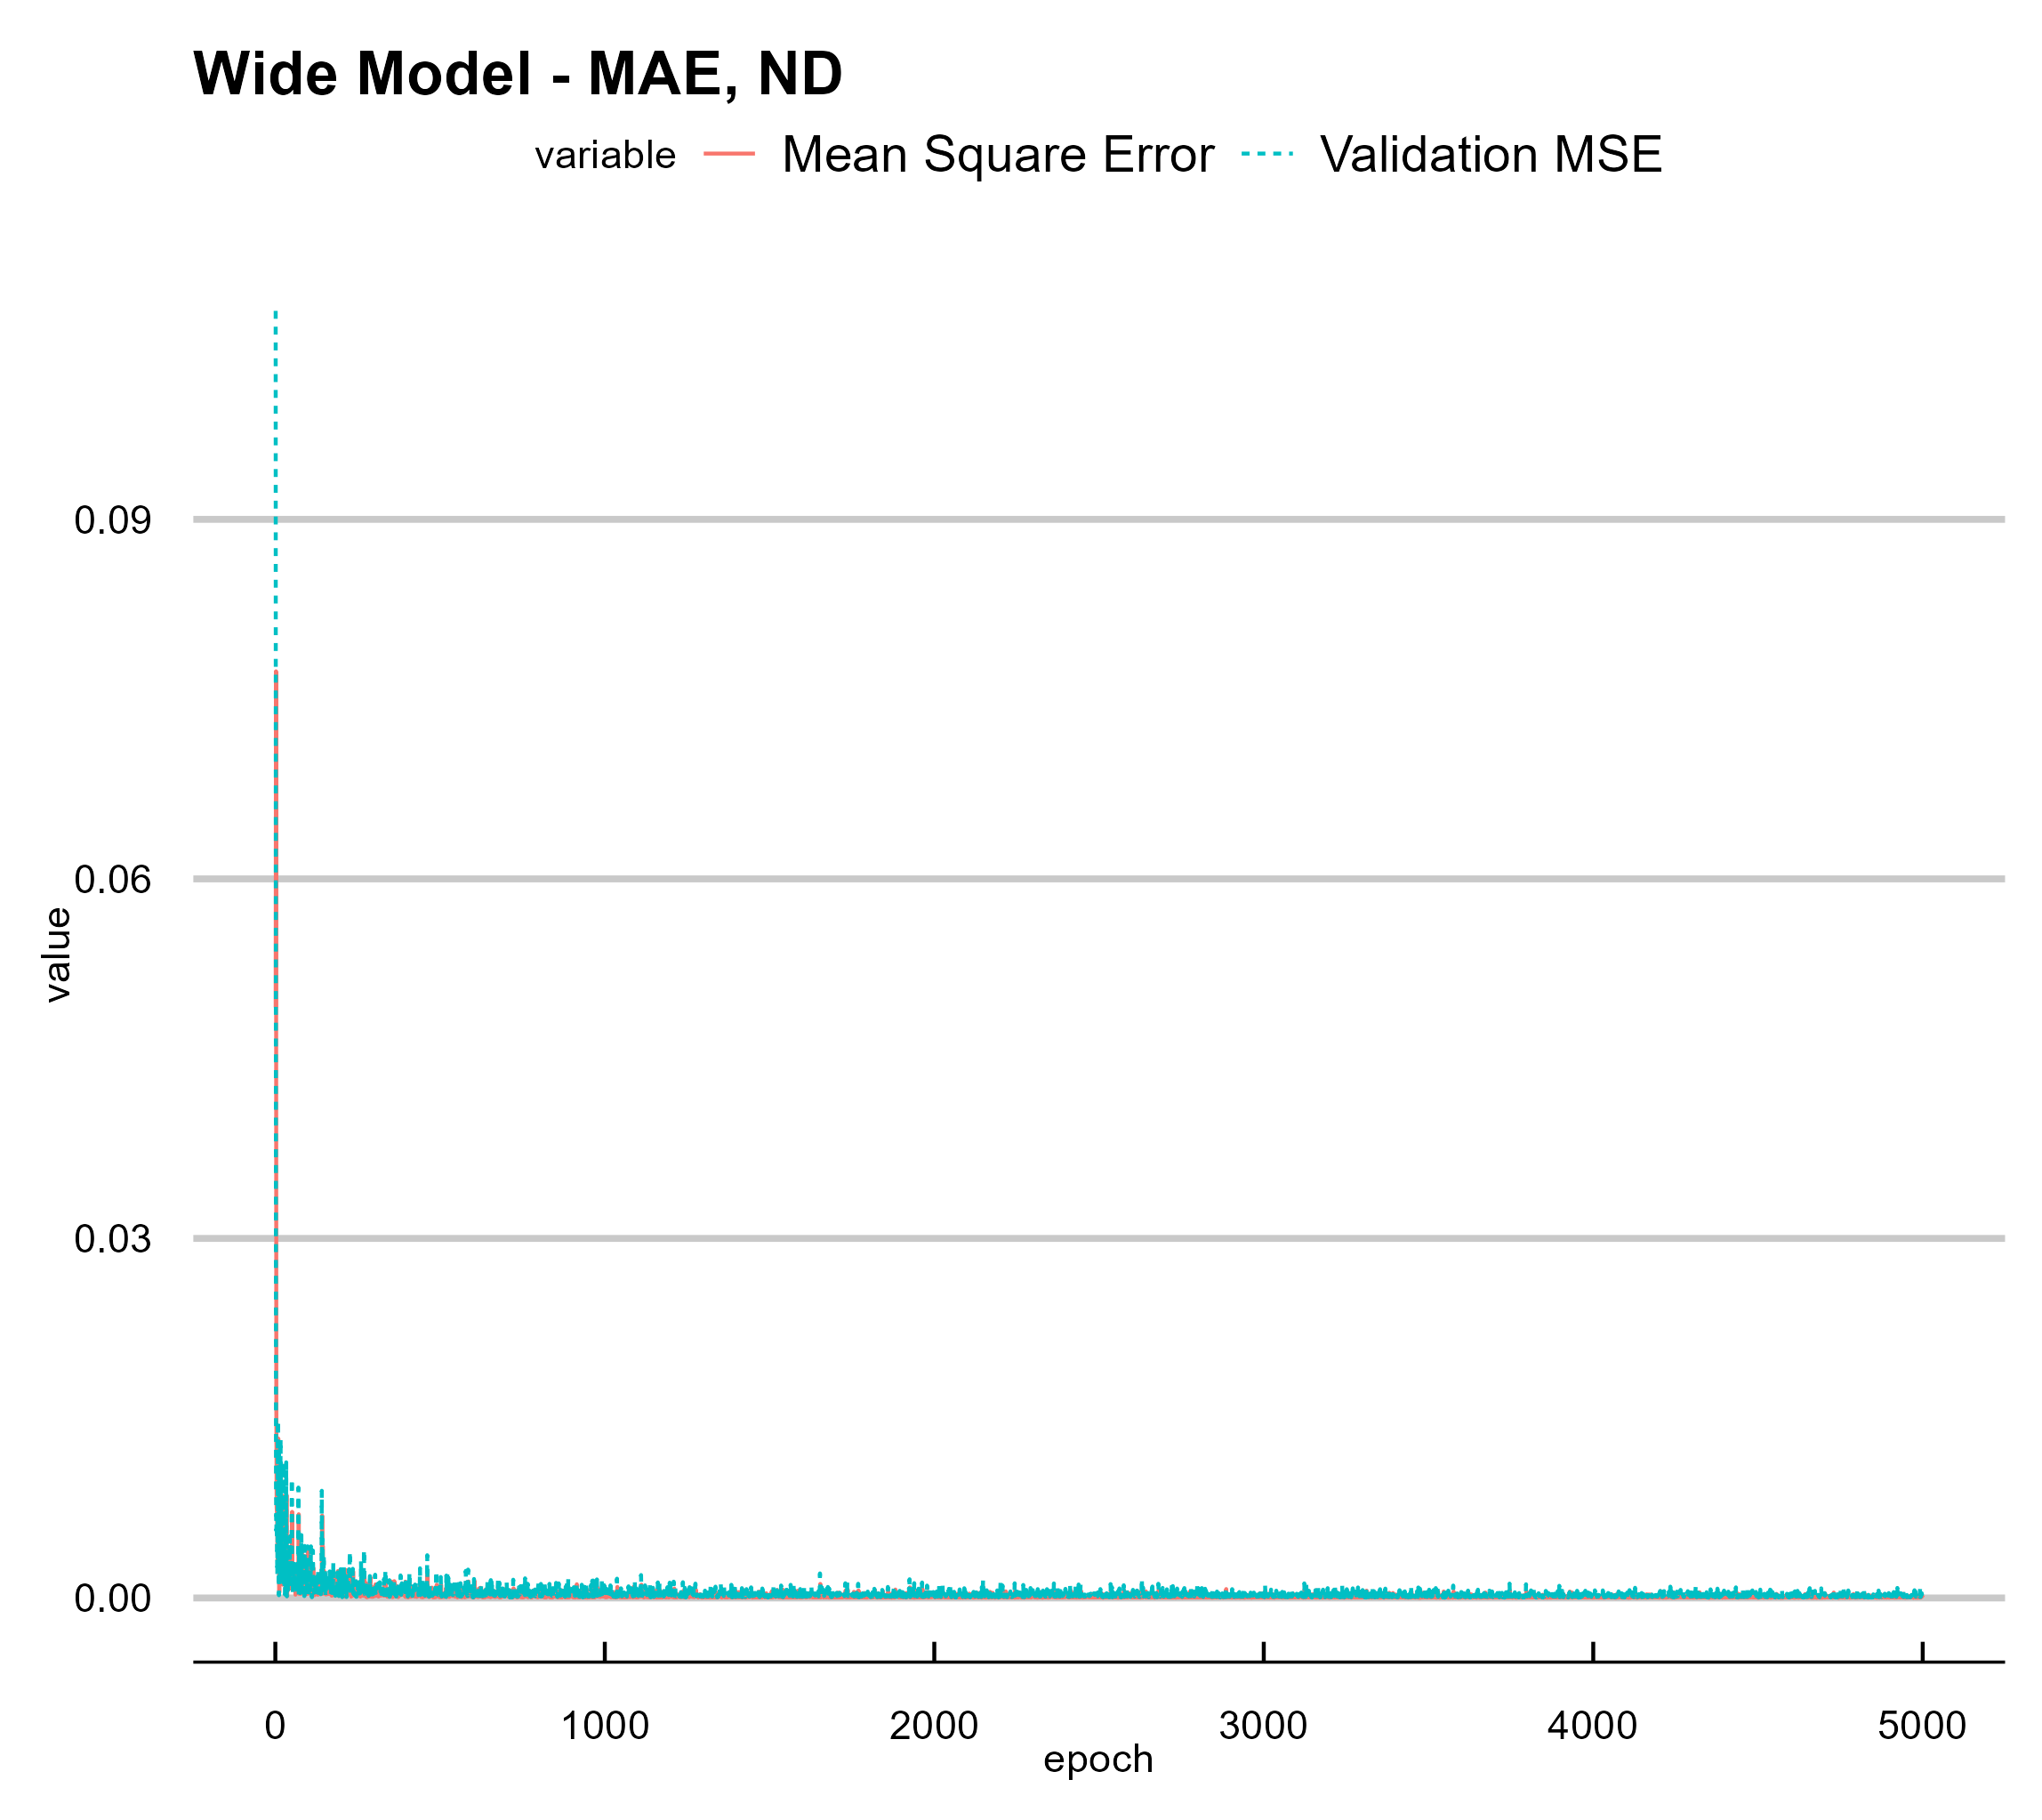 Wide Model - MAE, ND
variable Mean Square Error Validation MSE
0.09
0.06
0.03
0.00
value
0 1000 2000 3000 4000 5000
epoch